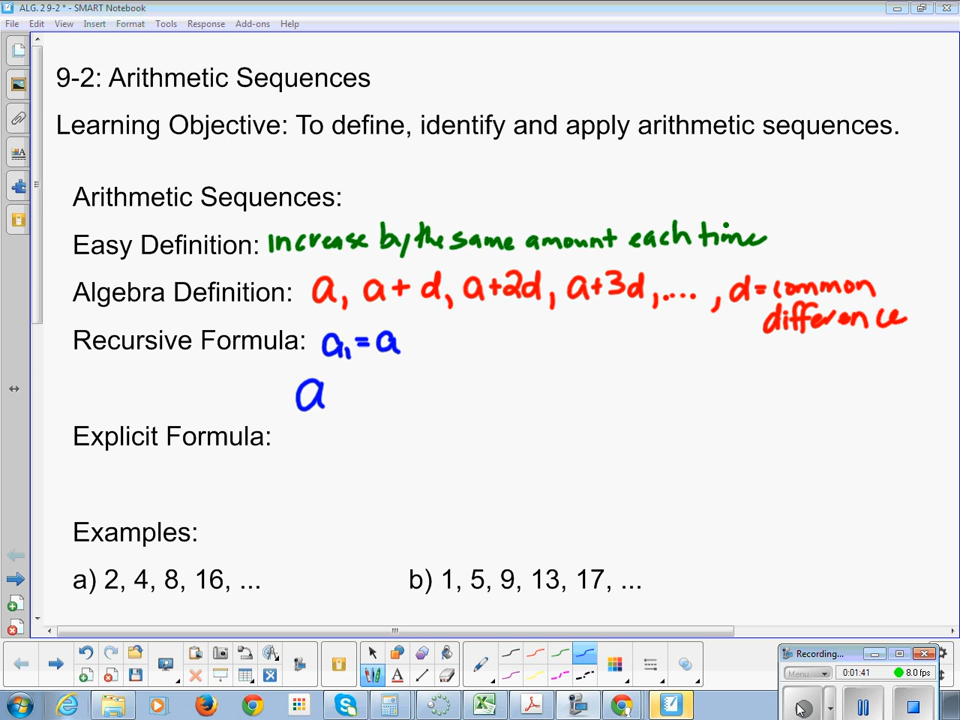 ALG. 2 9-2 * - SMART Notebook
File Edit View Insert Format Tools Response Add-ons Help
9-2: Arithmetic Sequences
Learning Objective: To define, identify and apply arithmetic sequences.
Arithmetic Sequences:
Easy Definition: Increase by the same amount each time
Algebra Definition: a, a + d, a+2d, a+3d, ...., d = common
difference
Recursive Formula: a₁ = a
a
Explicit Formula:
Examples:
a) 2, 4, 8, 16, ... b) 1, 5, 9, 13, 17, ...
Recording...
Menu 0:01:41 8.0 fps